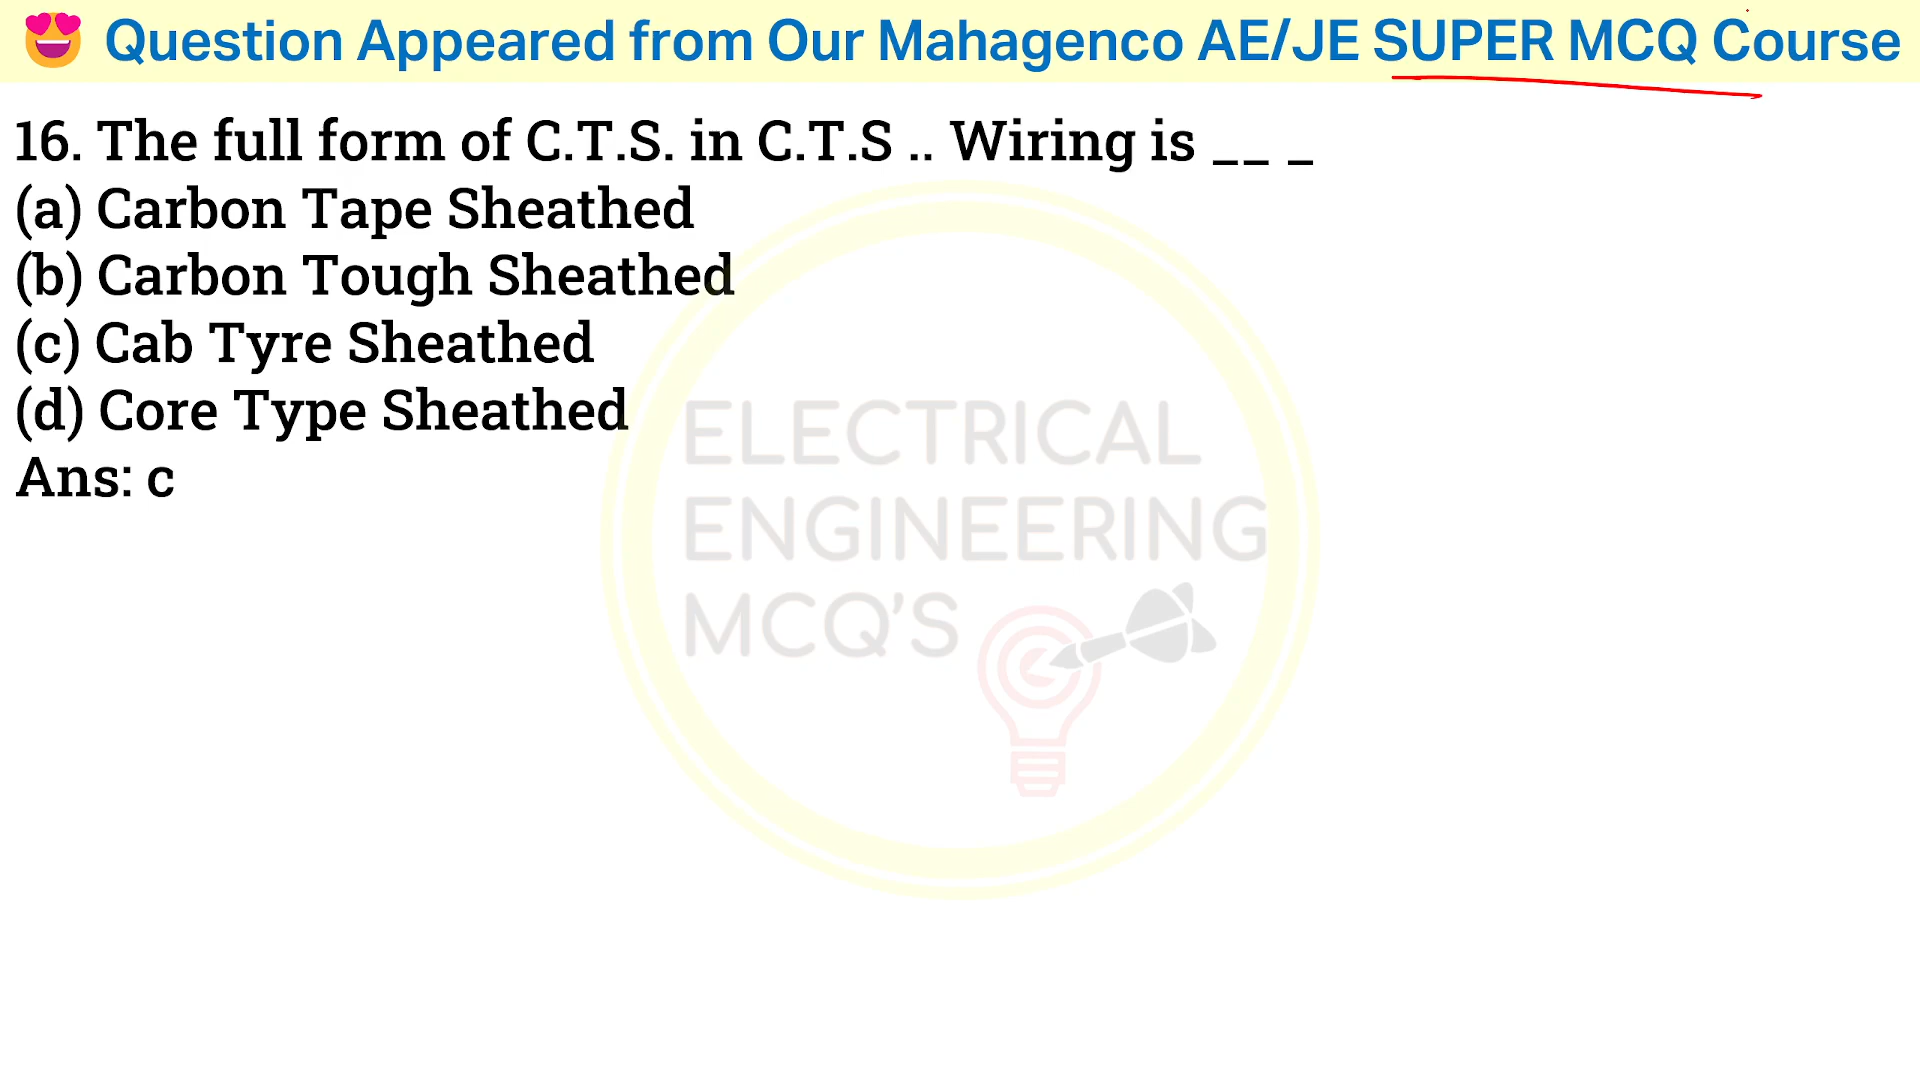 😍 Question Appeared from Our Mahagenco AE/JE SUPER MCQ Course
16. The full form of C.T.S. in C.T.S .. Wiring is __ _
(a) Carbon Tape Sheathed
(b) Carbon Tough Sheathed
(c) Cab Tyre Sheathed
(d) Core Type Sheathed
Ans: c
ELECTRICAL
ENGINEERING
MCQ'S